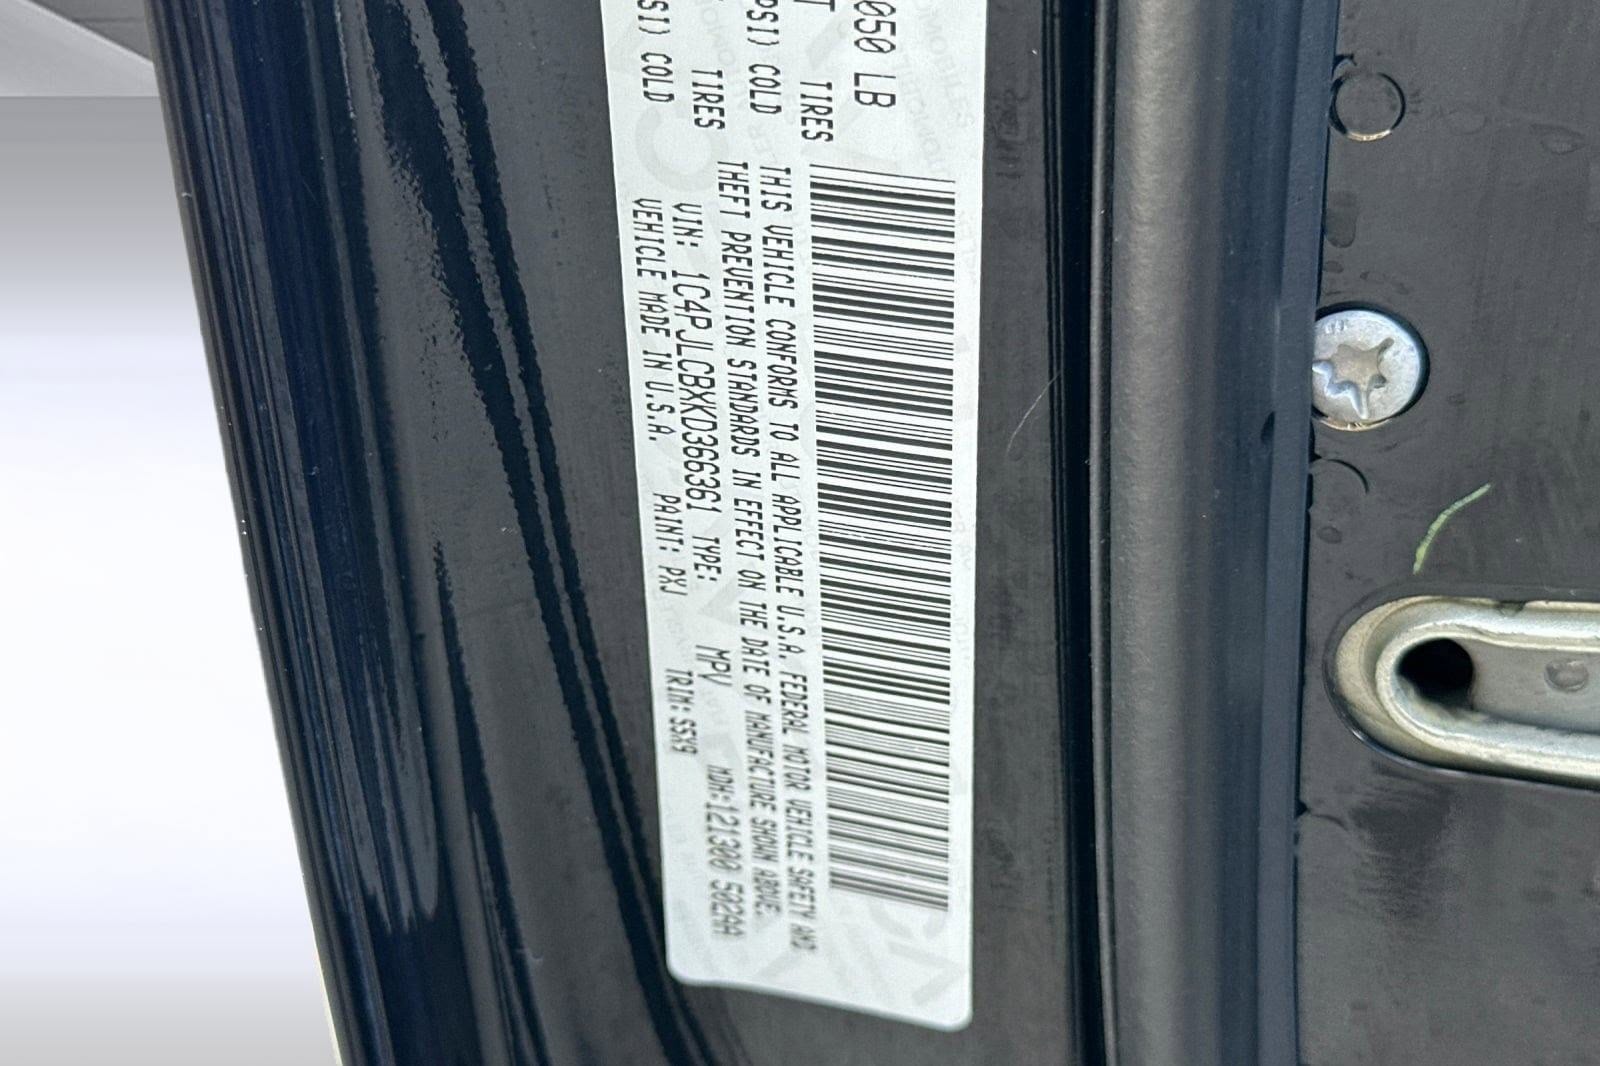 050 LB
T TIRES
PSI) COLD
TIRES
SI) COLD
THIS VEHICLE CONFORMS TO ALL APPLICABLE U.S.A. FEDERAL MOTOR VEHICLE SAFETY AND
THEFT PREVENTION STANDARDS IN EFFECT ON THE DATE OF MANUFACTURE SHOWN ABOVE.
VIN: 1C4PJLCBXKD366361 TYPE: MPV MDH: 121300 502AA
VEHICLE MADE IN U.S.A. PAINT: PXJ TRIM: S5X9